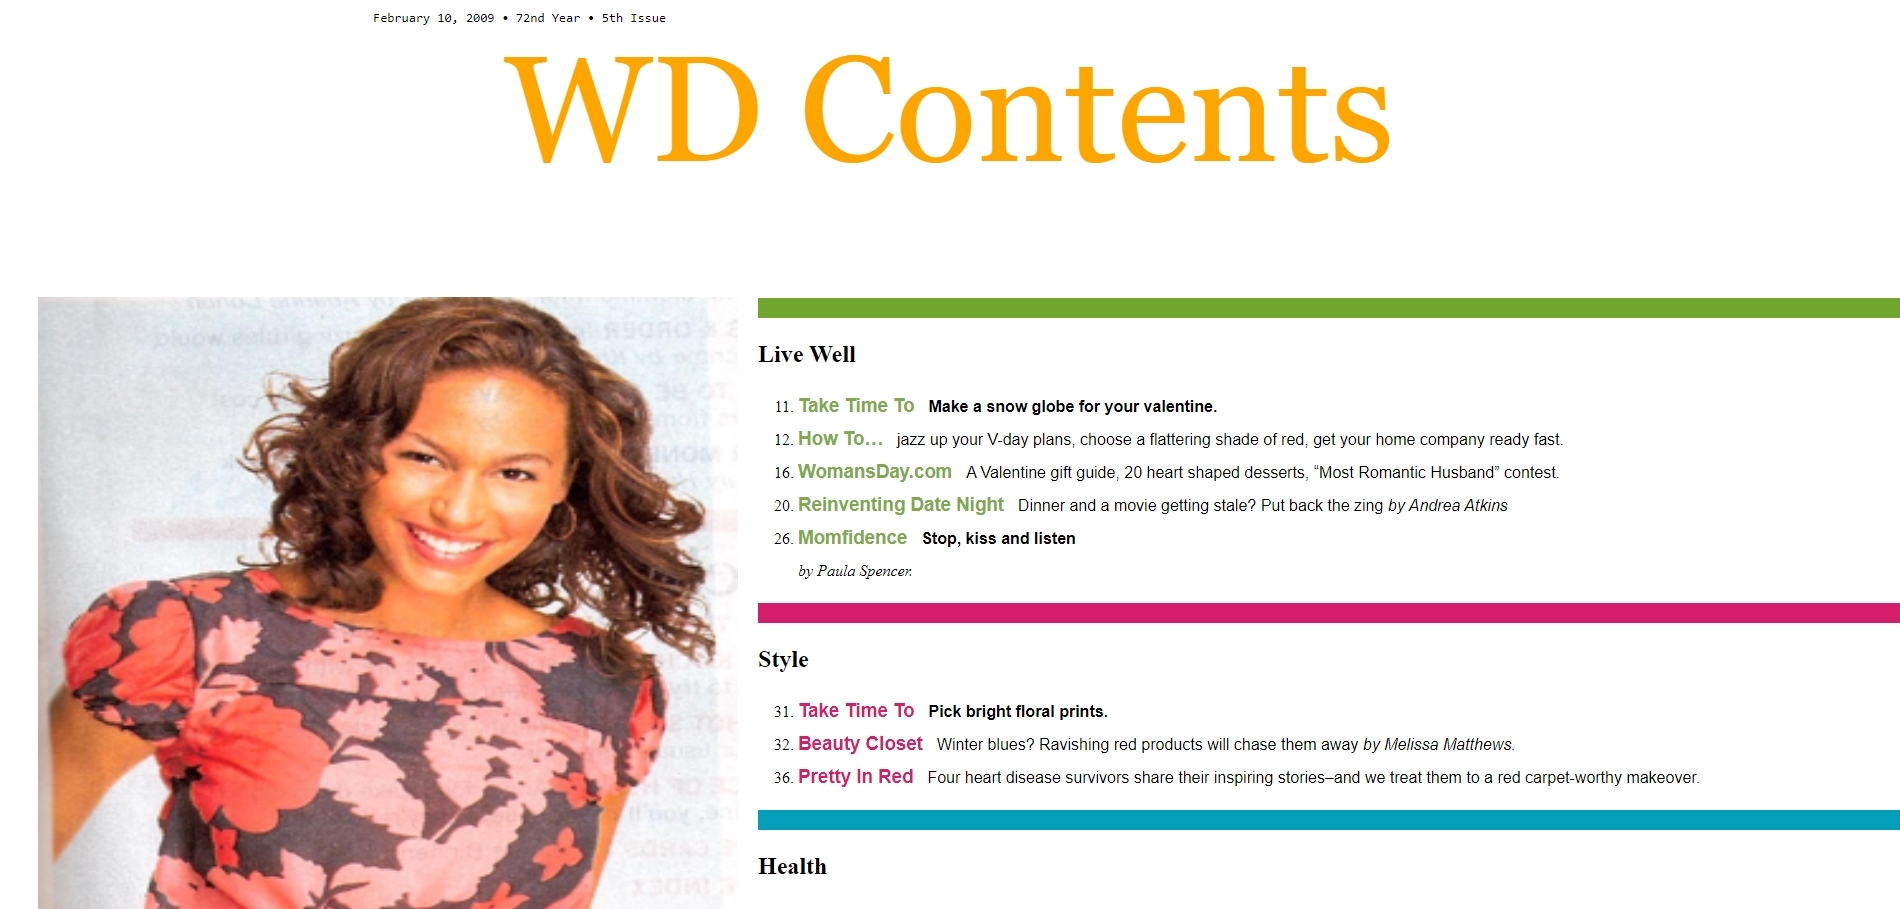 February 10, 2009 • 72nd Year • 5th Issue
WD Contents
Live Well
11. Take Time To Make a snow globe for your valentine.
12. How To… jazz up your V-day plans, choose a flattering shade of red, get your home company ready fast.
16. WomansDay.com A Valentine gift guide, 20 heart shaped desserts, “Most Romantic Husband” contest.
20. Reinventing Date Night Dinner and a movie getting stale? Put back the zing by Andrea Atkins
26. Momfidence Stop, kiss and listen
by Paula Spencer.
Style
31. Take Time To Pick bright floral prints.
32. Beauty Closet Winter blues? Ravishing red products will chase them away by Melissa Matthews.
36. Pretty In Red Four heart disease survivors share their inspiring stories–and we treat them to a red carpet-worthy makeover.
Health